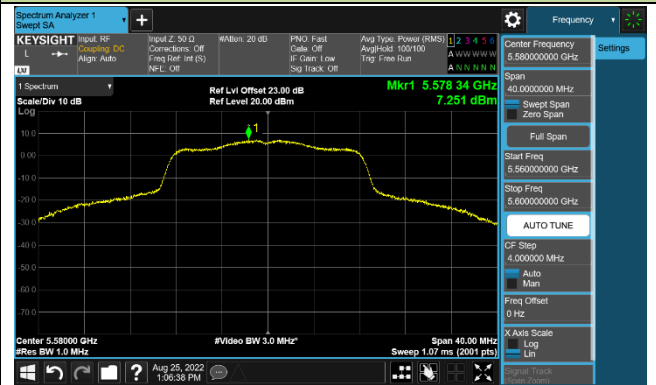 Spectrum Analyzer 1
Swept SA
+
Frequency
KEYSIGHT
L
LXI
Input: RF
Coupling: DC
Align: Auto
Input Z: 50 Ω
Corrections: Off
Freq Ref: Int (S)
NFE: Off
#Atten: 20 dB
PNO: Fast
Gate: Off
IF Gain: Low
Sig Track: Off
Avg Type: Power (RMS)
Avg|Hold: 100/100
Trig: Free Run
1 2 3 4 5 6
A W W W W W
A N N N N N
1 Spectrum
Scale/Div 10 dB
Log
Ref Lvl Offset 23.00 dB
Ref Level 20.00 dBm
Mkr1 5.578 34 GHz
7.251 dBm
1
10.0
0.00
-10.0
-20.0
-30.0
-40.0
-50.0
-60.0
-70.0
Center 5.58000 GHz
#Res BW 1.0 MHz
#Video BW 3.0 MHz*
Span 40.00 MHz
Sweep 1.07 ms (2001 pts)
Aug 25, 2022
1:06:38 PM
Center Frequency
5.580000000 GHz
Span
40.0000000 MHz
Swept Span
Zero Span
Full Span
Start Freq
5.560000000 GHz
Stop Freq
5.600000000 GHz
AUTO TUNE
CF Step
4.000000 MHz
Auto
Man
Freq Offset
0 Hz
X Axis Scale
Log
Lin
Signal Track
(Span Zoom)
Settings